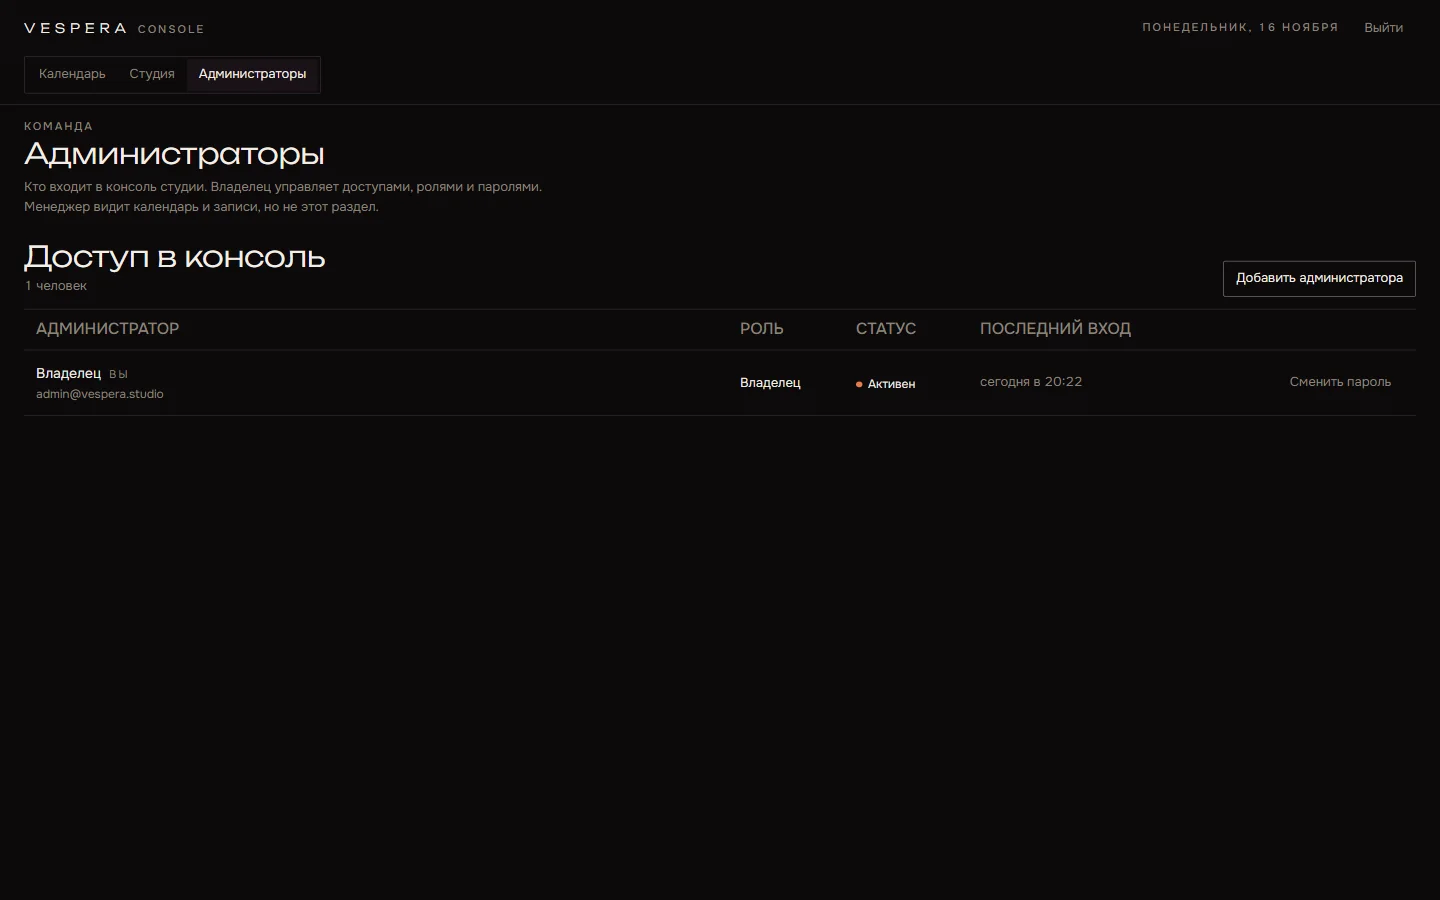 VESPERA CONSOLE
ПОНЕДЕЛЬНИК, 16 НОЯБРЯ Выйти
Календарь Студия Администраторы
КОМАНДА
Администраторы
Кто входит в консоль студии. Владелец управляет доступами, ролями и паролями.
Менеджер видит календарь и записи, но не этот раздел.
Доступ в консоль
1 человек
Добавить администратора
АДМИНИСТРАТОР РОЛЬ СТАТУС ПОСЛЕДНИЙ ВХОД
Владелец ВЫ
admin@vespera.studio
Владелец Активен сегодня в 20:22 Сменить пароль